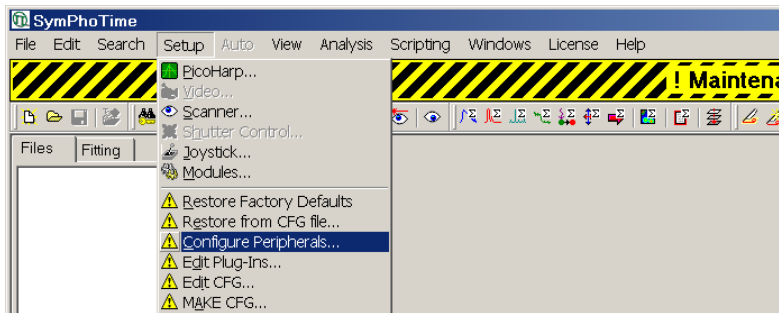 SymPhoTime
File Edit Search Setup Auto View Analysis Scripting Windows License Help
! Maintena
PicoHarp...
Video...
Scanner...
Shutter Control...
Joystick...
Modules...
Files Fitting
Restore Factory Defaults
Restore from CFG file...
Configure Peripherals...
Edit Plug-Ins...
Edit CFG...
MAKE CFG...